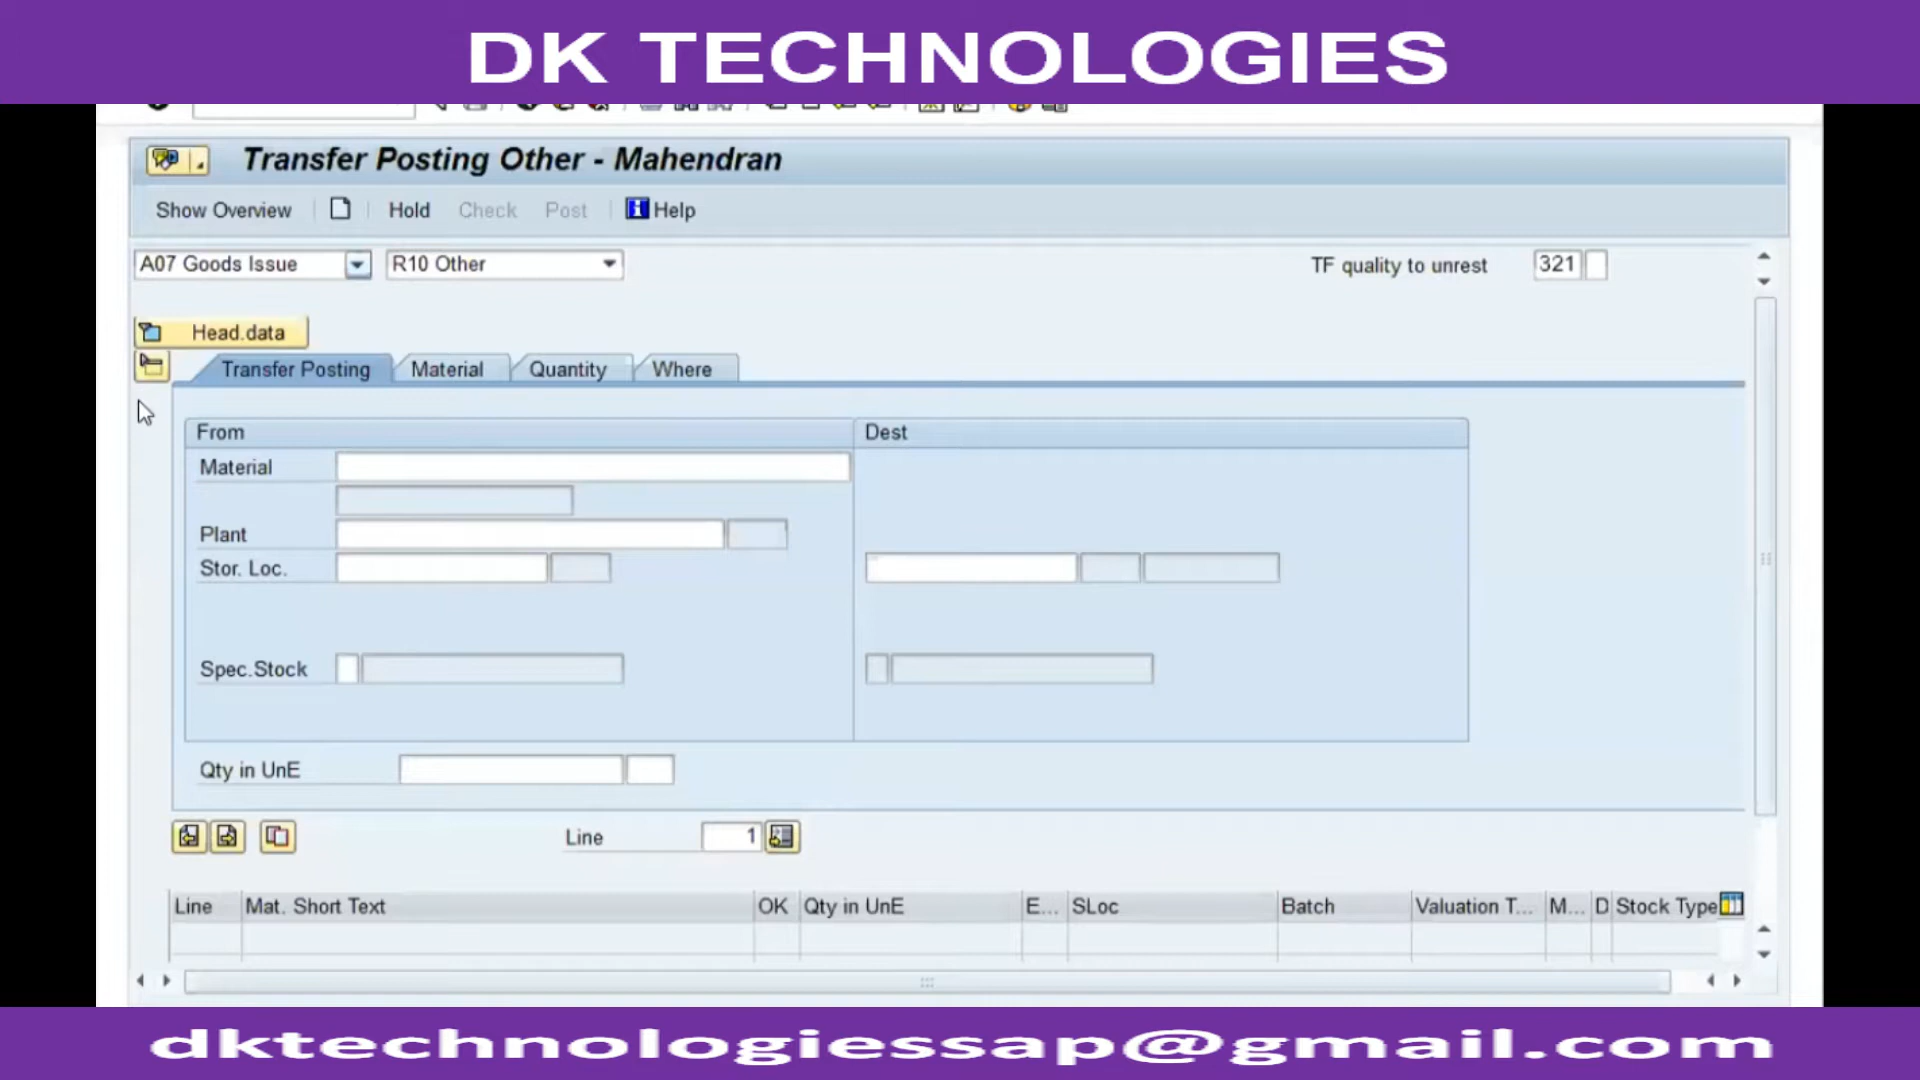 DK TECHNOLOGIES
Transfer Posting Other - Mahendran
Show Overview Hold Check Post Help
A07 Goods Issue R10 Other TF quality to unrest 321
Head.data
Transfer Posting Material Quantity Where
From Dest
Material
Plant
Stor. Loc.
Spec.Stock
Qty in UnE
Line 1
Line Mat. Short Text OK Qty in UnE E... SLoc Batch Valuation T... M... D Stock Type
dktechnologiessap@gmail.com